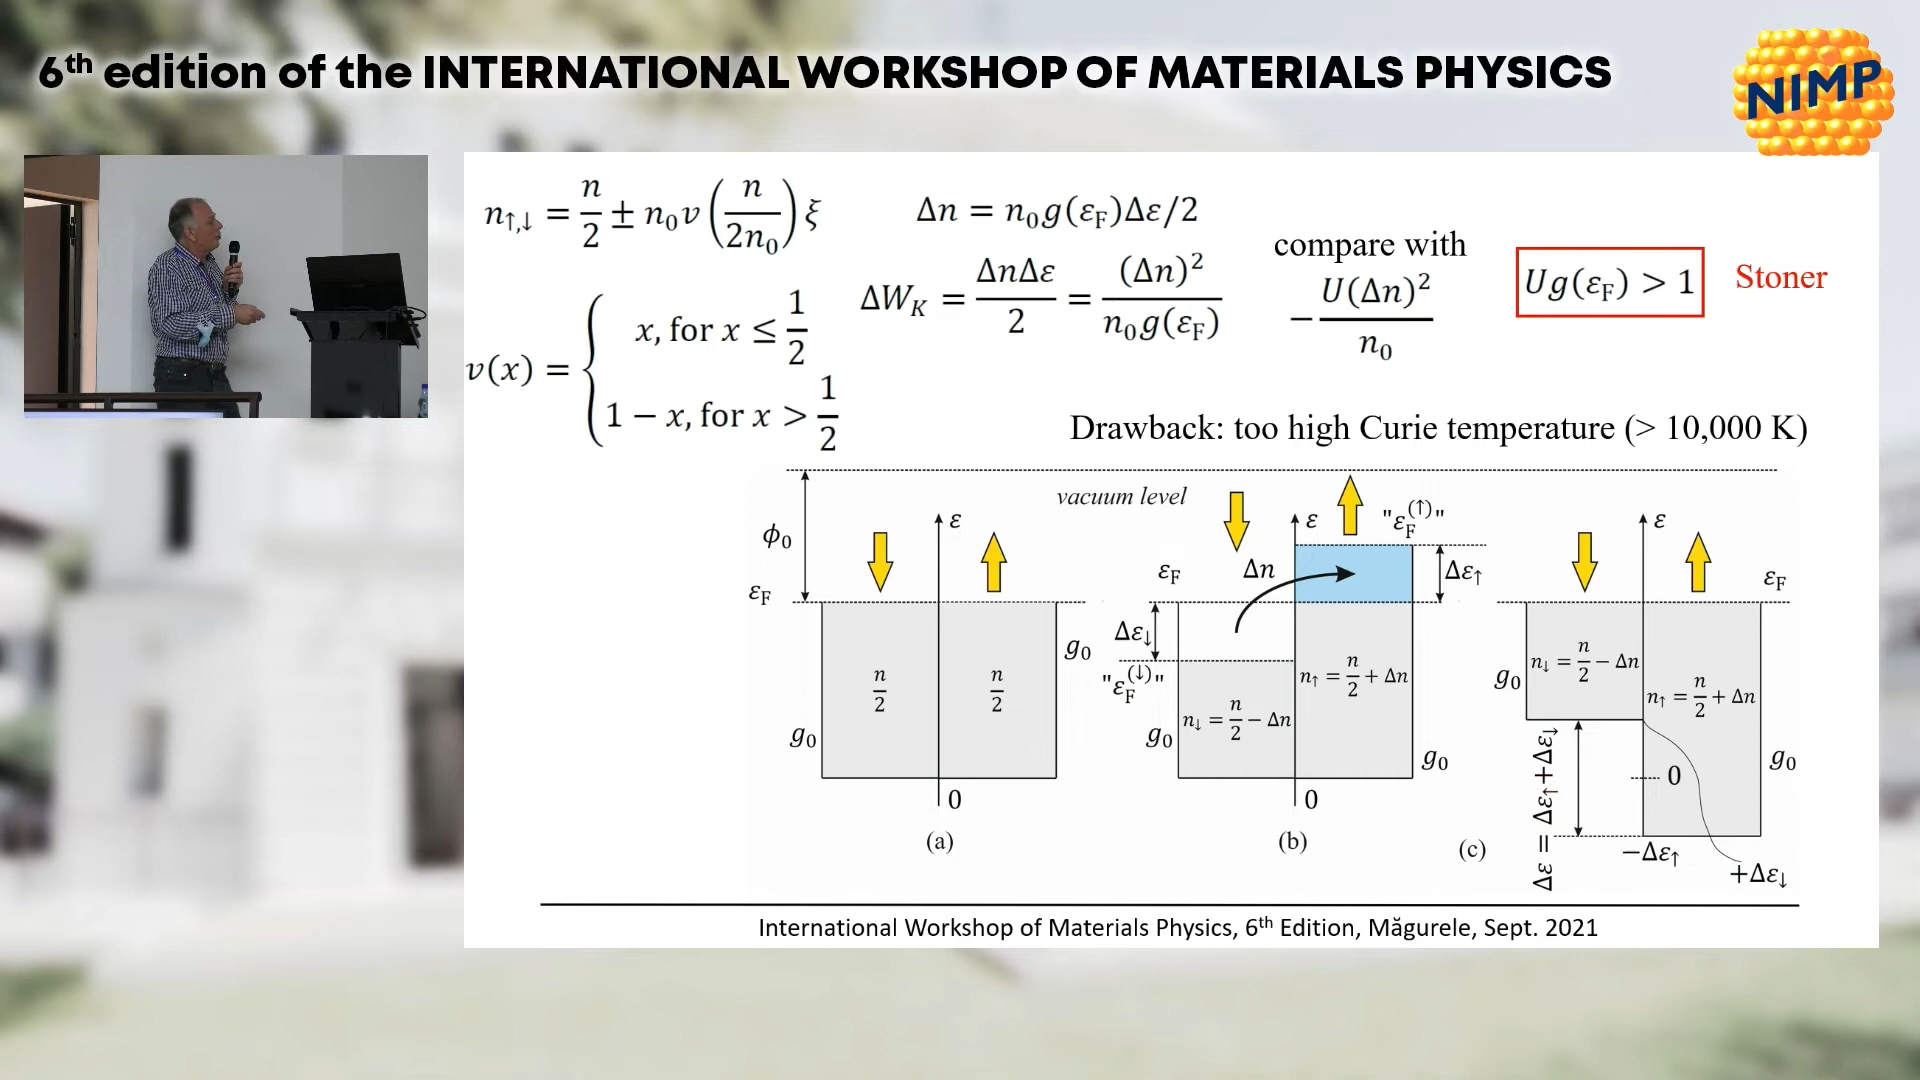 6th edition of the INTERNATIONAL WORKSHOP OF MATERIALS PHYSICS
NIMP
n↑,↓ = n/2 ± n₀v(n/2n₀)ξ
Δn = n₀g(εF)Δε/2
ΔW_K = ΔnΔε/2 = (Δn)²/n₀g(εF)
compare with
−U(Δn)²/n₀
Ug(εF) > 1
Stoner
v(x) = { x, for x ≤ 1/2
1 − x, for x > 1/2
Drawback: too high Curie temperature (> 10,000 K)
vacuum level
ϕ₀
εF
ε
g₀
n/2
n/2
g₀
0
(a)
ε
"εF(↑)"
εF
Δn
Δε↑
Δε↓
"εF(↓)"
n↑ = n/2 + Δn
n↓ = n/2 − Δn
g₀
g₀
0
(b)
ε
εF
n↓ = n/2 − Δn
g₀
n↑ = n/2 + Δn
g₀
Δε = Δε↑+Δε↓
0
−Δε↑
+Δε↓
(c)
International Workshop of Materials Physics, 6th Edition, Măgurele, Sept. 2021